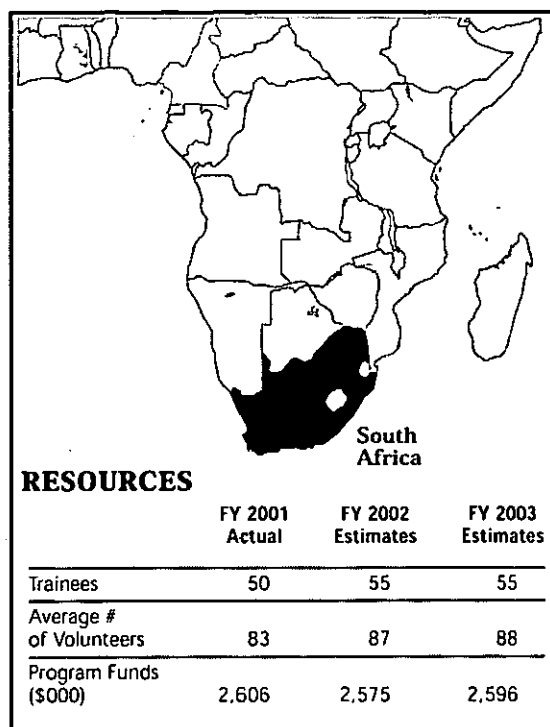 South
Africa
RESOURCES
FY 2001 FY 2002 FY 2003
Actual Estimates Estimates
Trainees 50 55 55
Average #
of Volunteers 83 87 88
Program Funds
($000) 2,606 2,575 2,596